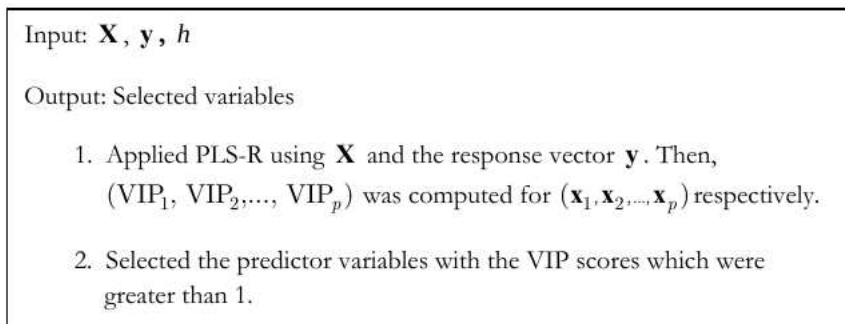 Input: X, y, h
Output: Selected variables
1. Applied PLS-R using X and the response vector y. Then,
(VIP₁, VIP₂,..., VIPₚ) was computed for (x₁,x₂,...,xₚ) respectively.
2. Selected the predictor variables with the VIP scores which were
greater than 1.